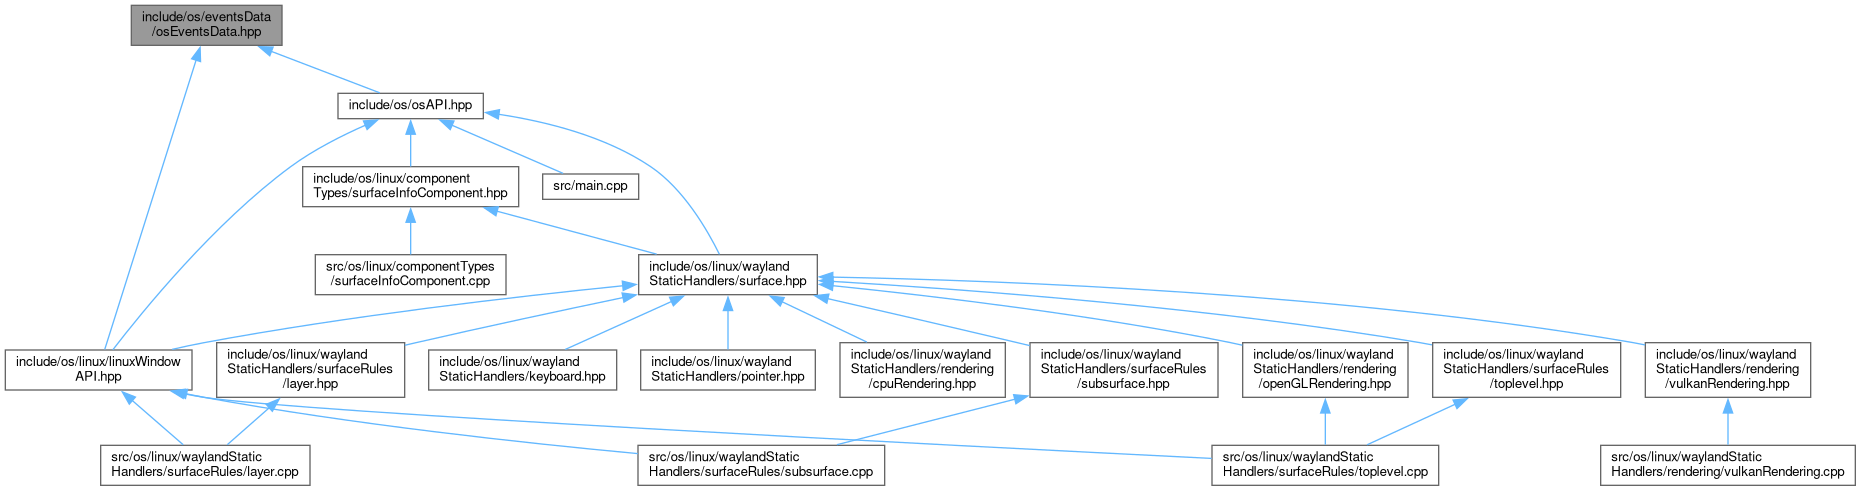 include/os/eventsData
/osEventsData.hpp
include/os/osAPI.hpp
include/os/linux/component
Types/surfaceInfoComponent.hpp
src/main.cpp
src/os/linux/componentTypes
/surfaceInfoComponent.cpp
include/os/linux/wayland
StaticHandlers/surface.hpp
include/os/linux/linuxWindow
API.hpp
include/os/linux/wayland
StaticHandlers/surfaceRules
/layer.hpp
include/os/linux/wayland
StaticHandlers/keyboard.hpp
include/os/linux/wayland
StaticHandlers/pointer.hpp
include/os/linux/wayland
StaticHandlers/rendering
/cpuRendering.hpp
include/os/linux/wayland
StaticHandlers/surfaceRules
/subsurface.hpp
include/os/linux/wayland
StaticHandlers/rendering
/openGLRendering.hpp
include/os/linux/wayland
StaticHandlers/surfaceRules
/toplevel.hpp
include/os/linux/wayland
StaticHandlers/rendering
/vulkanRendering.hpp
src/os/linux/waylandStatic
Handlers/surfaceRules/layer.cpp
src/os/linux/waylandStatic
Handlers/surfaceRules/subsurface.cpp
src/os/linux/waylandStatic
Handlers/surfaceRules/toplevel.cpp
src/os/linux/waylandStatic
Handlers/rendering/vulkanRendering.cpp